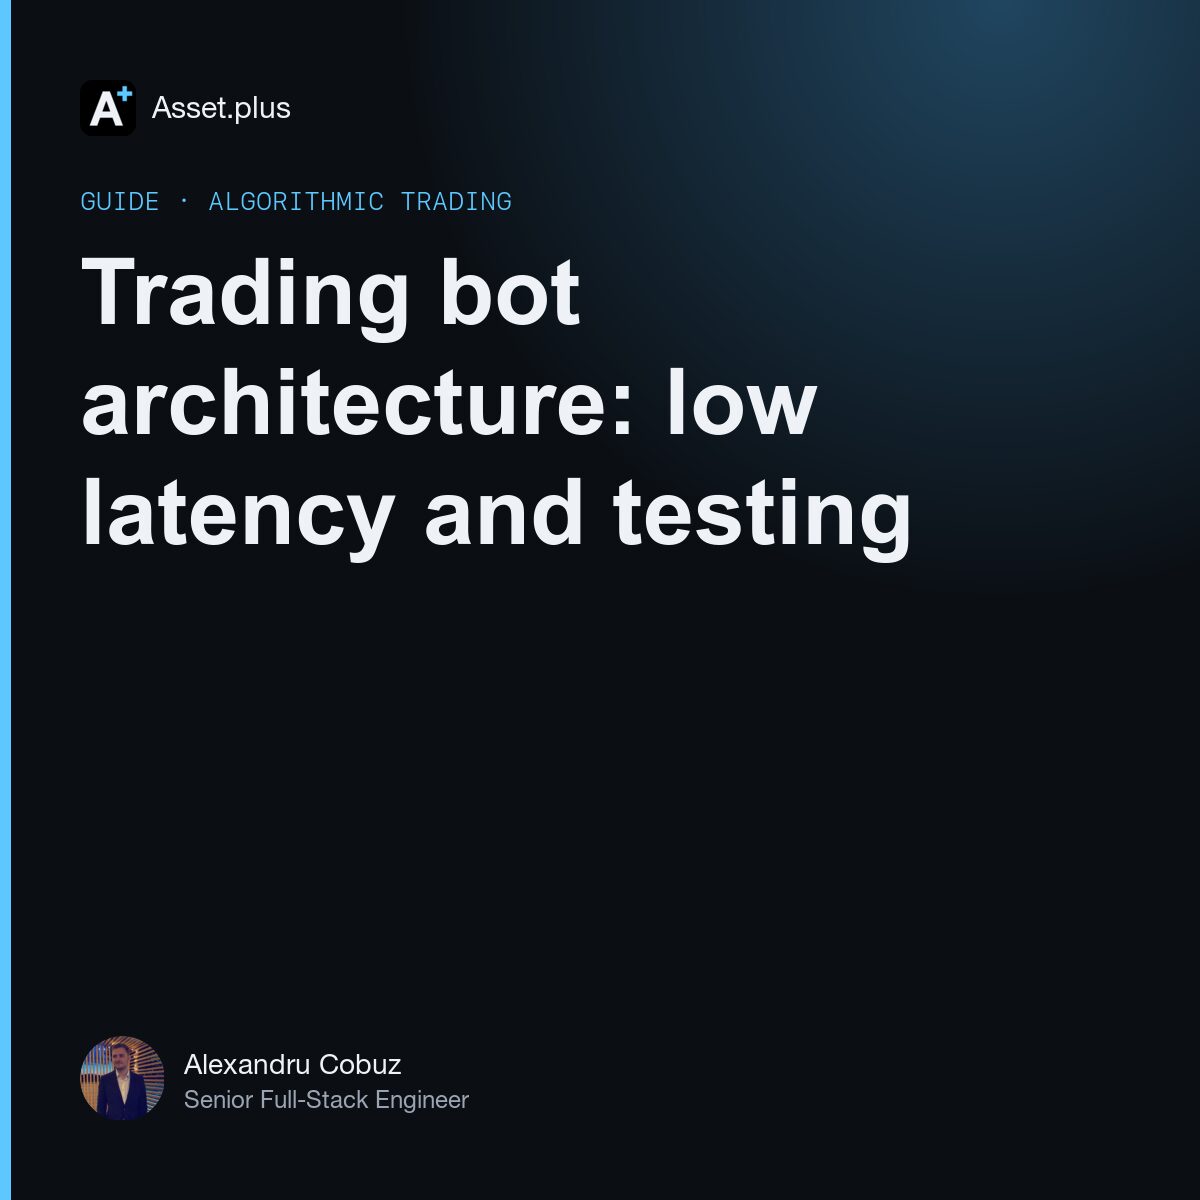 A+ Asset.plus
GUIDE · ALGORITHMIC TRADING
Trading bot
architecture: low
latency and testing
Alexandru Cobuz
Senior Full-Stack Engineer